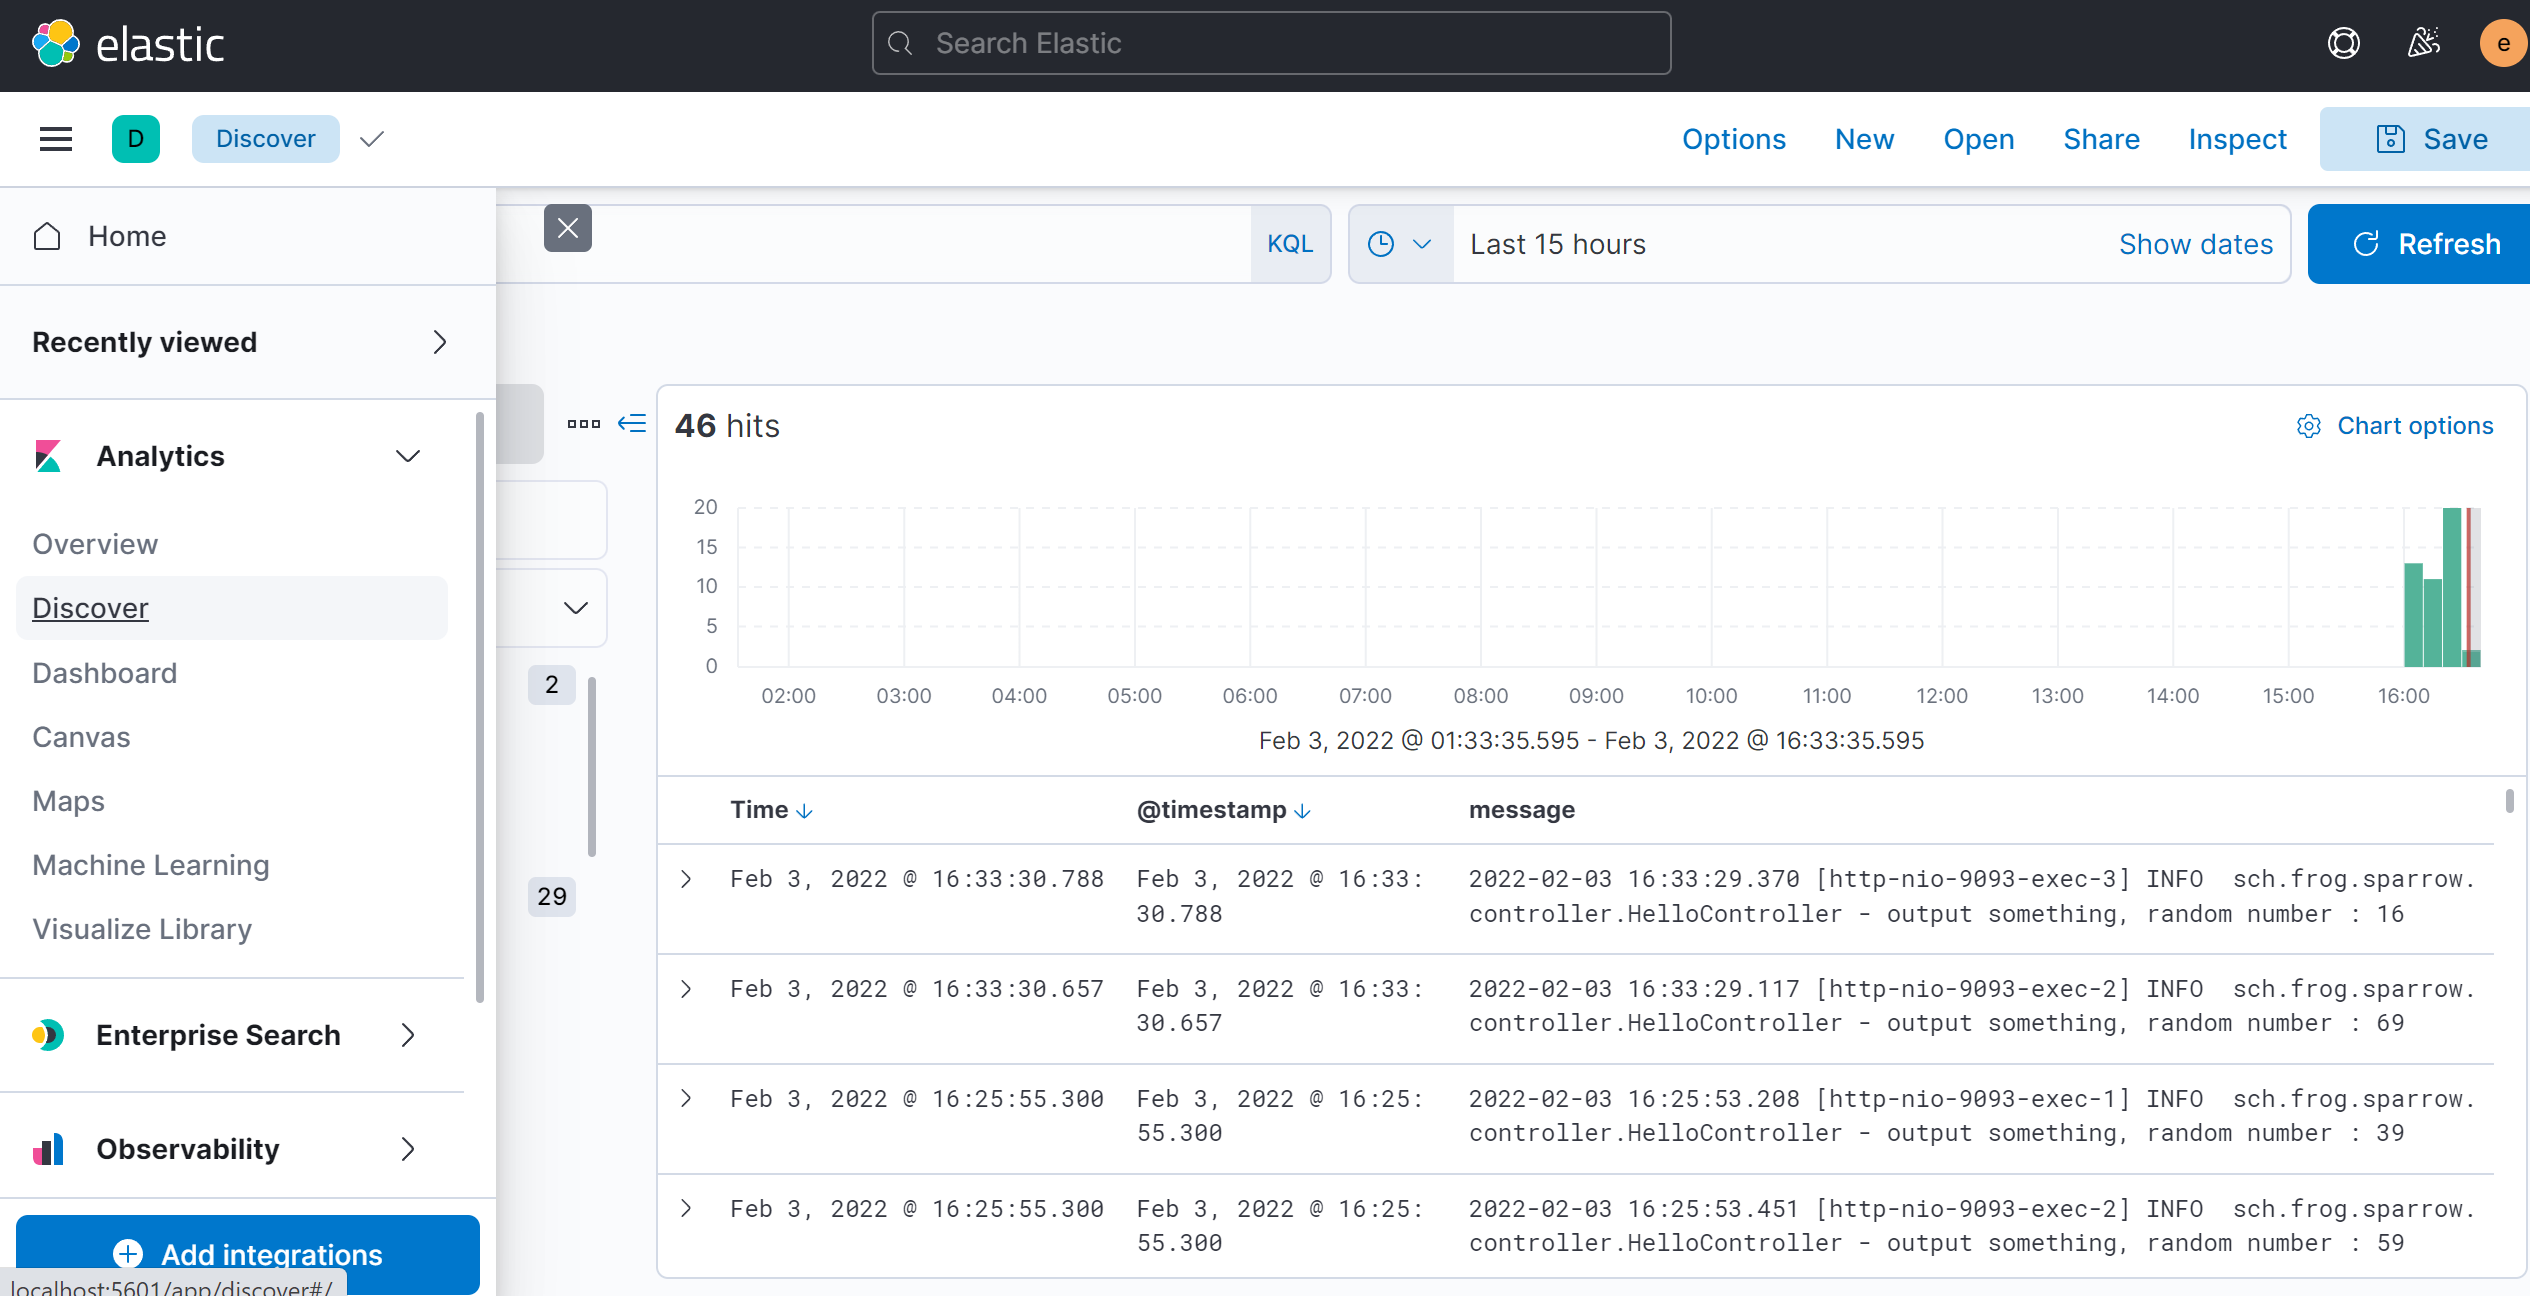 elastic
Search Elastic
e
D
Discover
Options
New
Open
Share
Inspect
Save
Home
KQL
Last 15 hours
Show dates
Refresh
Recently viewed
Analytics
Overview
Discover
Dashboard
Canvas
Maps
Machine Learning
Visualize Library
Enterprise Search
Observability
Add integrations
localhost:5601/app/discover#/
2
29
46 hits
Chart options
20
15
10
5
0
02:00 03:00 04:00 05:00 06:00 07:00 08:00 09:00 10:00 11:00 12:00 13:00 14:00 15:00 16:00
Feb 3, 2022 @ 01:33:35.595 - Feb 3, 2022 @ 16:33:35.595
Time @timestamp message
Feb 3, 2022 @ 16:33:30.788 Feb 3, 2022 @ 16:33: 2022-02-03 16:33:29.370 [http-nio-9093-exec-3] INFO  sch.frog.sparrow.
30.788 controller.HelloController - output something, random number : 16
Feb 3, 2022 @ 16:33:30.657 Feb 3, 2022 @ 16:33: 2022-02-03 16:33:29.117 [http-nio-9093-exec-2] INFO  sch.frog.sparrow.
30.657 controller.HelloController - output something, random number : 69
Feb 3, 2022 @ 16:25:55.300 Feb 3, 2022 @ 16:25: 2022-02-03 16:25:53.208 [http-nio-9093-exec-1] INFO  sch.frog.sparrow.
55.300 controller.HelloController - output something, random number : 39
Feb 3, 2022 @ 16:25:55.300 Feb 3, 2022 @ 16:25: 2022-02-03 16:25:53.451 [http-nio-9093-exec-2] INFO  sch.frog.sparrow.
55.300 controller.HelloController - output something, random number : 59